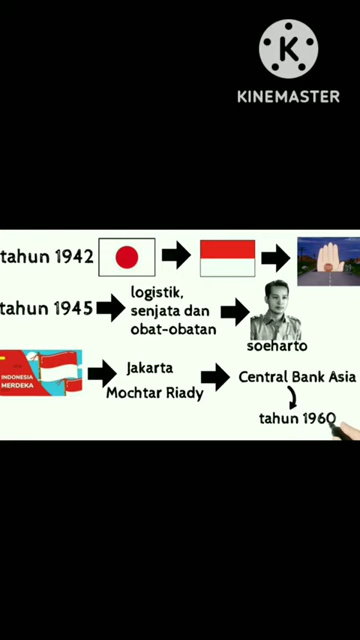 K
KINEMASTER
tahun 1942
tahun 1945
logistik,
senjata dan
obat-obatan
soeharto
INDONESIA
MERDEKA
Jakarta
Mochtar Riady
Central Bank Asia
tahun 1960